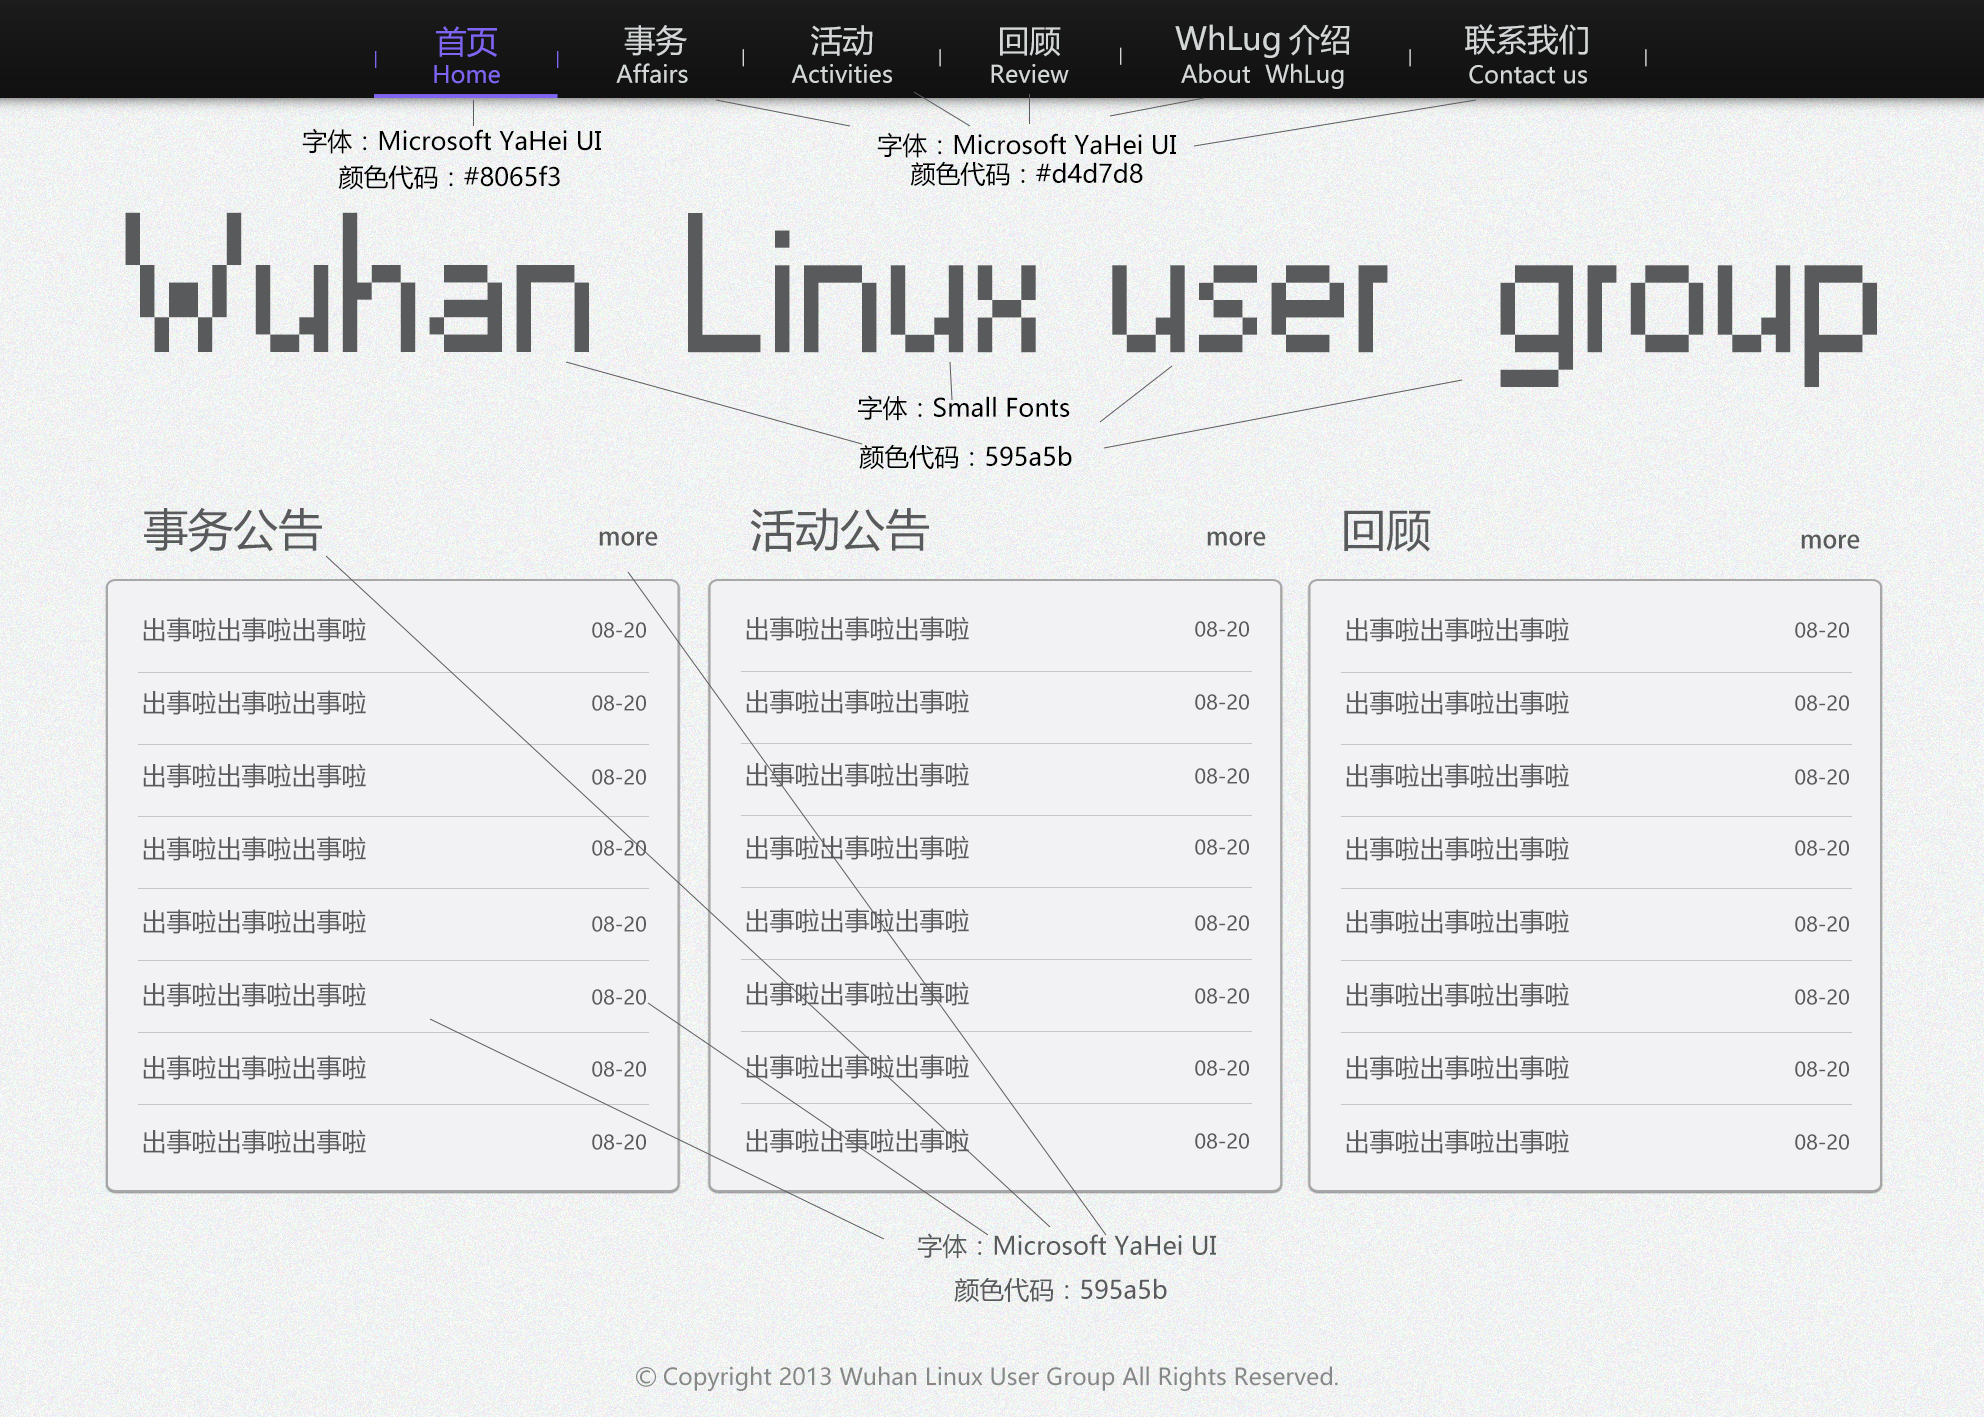 首页 事务 活动 回顾 WhLug 介绍 联系我们
Home Affairs Activities Review About WhLug Contact us
字体：Microsoft YaHei UI
颜色代码：#8065f3
字体：Microsoft YaHei UI
颜色代码：#d4d7d8
Wuhan Linux user group
字体：Small Fonts
颜色代码：595a5b
事务公告 more
出事啦出事啦出事啦 08-20
出事啦出事啦出事啦 08-20
出事啦出事啦出事啦 08-20
出事啦出事啦出事啦 08-20
出事啦出事啦出事啦 08-20
出事啦出事啦出事啦 08-20
出事啦出事啦出事啦 08-20
出事啦出事啦出事啦 08-20
活动公告 more
出事啦出事啦出事啦 08-20
出事啦出事啦出事啦 08-20
出事啦出事啦出事啦 08-20
出事啦出事啦出事啦 08-20
出事啦出事啦出事啦 08-20
出事啦出事啦出事啦 08-20
出事啦出事啦出事啦 08-20
出事啦出事啦出事啦 08-20
回顾 more
出事啦出事啦出事啦 08-20
出事啦出事啦出事啦 08-20
出事啦出事啦出事啦 08-20
出事啦出事啦出事啦 08-20
出事啦出事啦出事啦 08-20
出事啦出事啦出事啦 08-20
出事啦出事啦出事啦 08-20
出事啦出事啦出事啦 08-20
字体：Microsoft YaHei UI
颜色代码：595a5b
© Copyright 2013 Wuhan Linux User Group All Rights Reserved.